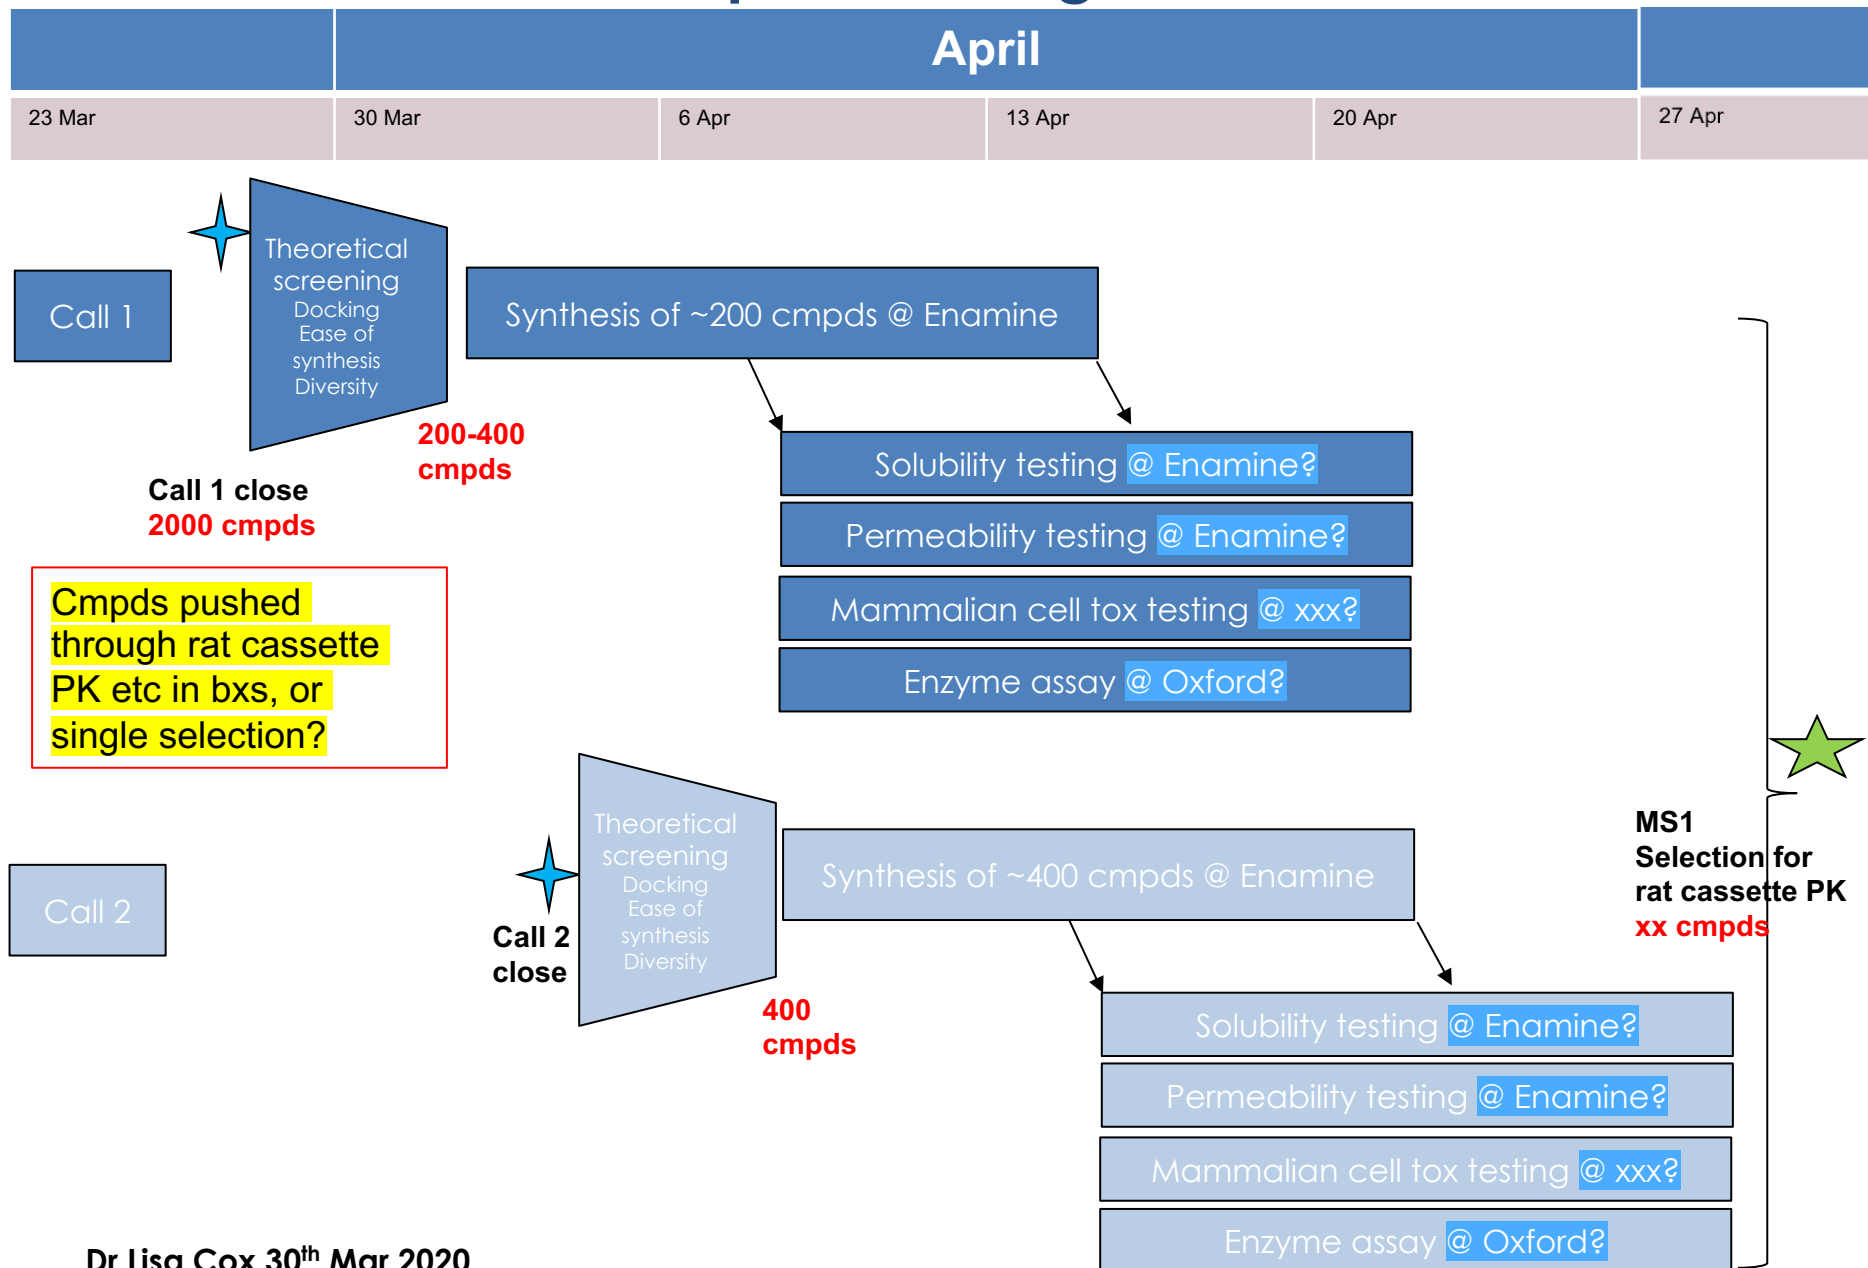 April
23 Mar
30 Mar
6 Apr
13 Apr
20 Apr
27 Apr
Call 1
Theoretical
screening
Docking
Ease of
synthesis
Diversity
Synthesis of ~200 cmpds @ Enamine
200-400
cmpds
Call 1 close
2000 cmpds
Solubility testing @ Enamine?
Permeability testing @ Enamine?
Mammalian cell tox testing @ xxx?
Enzyme assay @ Oxford?
Cmpds pushed
through rat cassette
PK etc in bxs, or
single selection?
Call 2
Theoretical
screening
Docking
Ease of
synthesis
Diversity
Call 2
close
Synthesis of ~400 cmpds @ Enamine
400
cmpds
MS1
Selection for
rat cassette PK
xx cmpds
Solubility testing @ Enamine?
Permeability testing @ Enamine?
Mammalian cell tox testing @ xxx?
Enzyme assay @ Oxford?
Dr Lisa Cox 30th Mar 2020